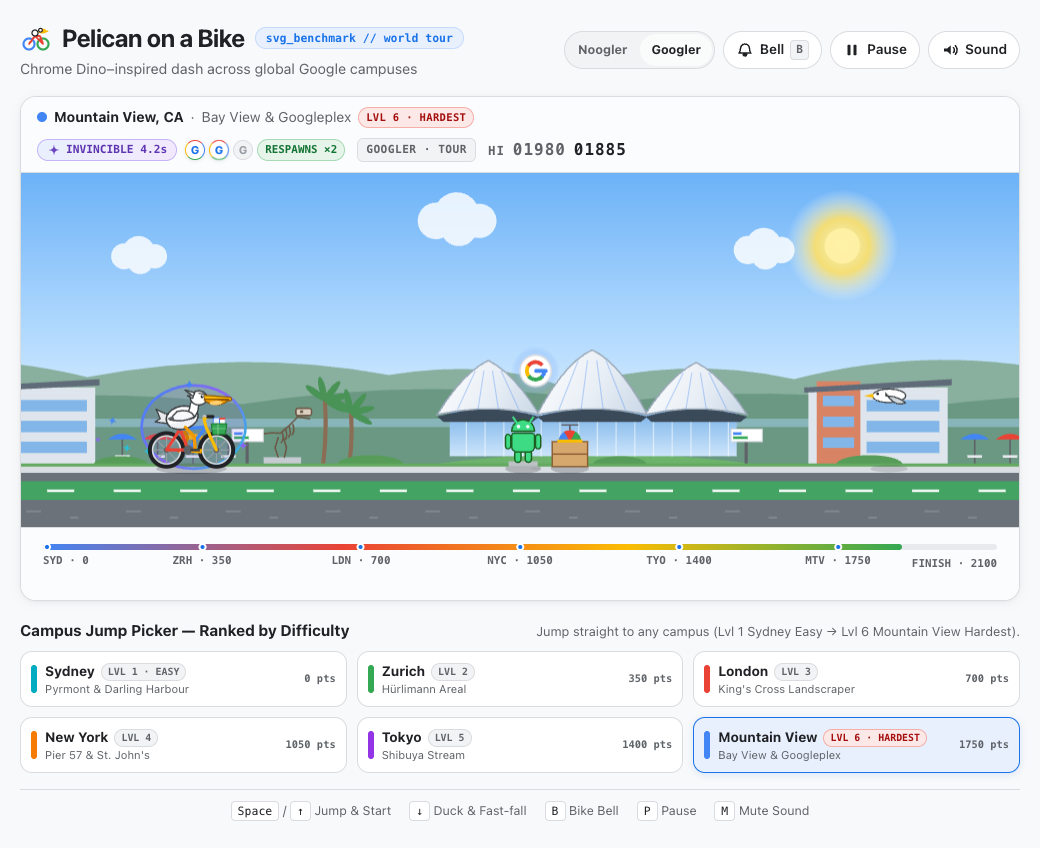 Pelican on a Bike
svg_benchmark // world tour
Chrome Dino–inspired dash across global Google campuses
Noogler Googler
Bell B
Pause
Sound
Mountain View, CA · Bay View & Googleplex LVL 6 · HARDEST
INVINCIBLE 4.2s G G G RESPAWNS ×2 GOOGLER · TOUR HI 01980 01885
G
SYD · 0 ZRH · 350 LDN · 700 NYC · 1050 TYO · 1400 MTV · 1750 FINISH · 2100
Campus Jump Picker — Ranked by Difficulty
Jump straight to any campus (Lvl 1 Sydney Easy → Lvl 6 Mountain View Hardest).
Sydney LVL 1 · EASY
Pyrmont & Darling Harbour
0 pts
Zurich LVL 2
Hürlimann Areal
350 pts
London LVL 3
King's Cross Landscraper
700 pts
New York LVL 4
Pier 57 & St. John's
1050 pts
Tokyo LVL 5
Shibuya Stream
1400 pts
Mountain View LVL 6 · HARDEST
Bay View & Googleplex
1750 pts
Space / ↑ Jump & Start ↓ Duck & Fast-fall B Bike Bell P Pause M Mute Sound